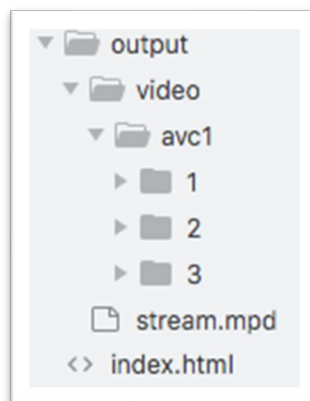 output
video
avc1
1
2
3
stream.mpd
index.html